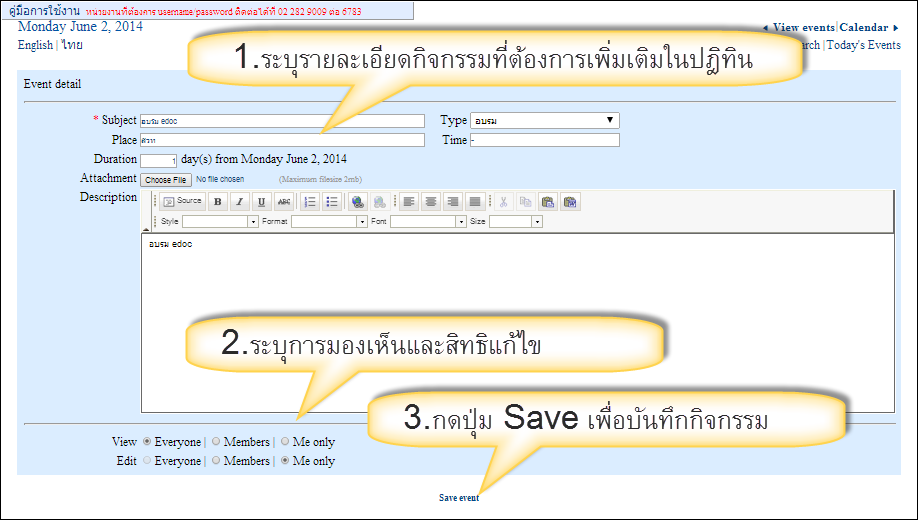 คู่มือการใช้งาน หน่วยงานที่ต้องการ username/password ติดต่อได้ที่ 02 282 9009 ต่อ 6783
Monday June 2, 2014
View events|Calendar
English | ไทย
arch |Today's Events
1.ระบุรายละเอียดกิจกรรมที่ต้องการเพิ่มเติมในปฎิทิน
Event detail
* Subject อบรม edoc Type อบรม
Place สวท Time -
Duration 1 day(s) from Monday June 2, 2014
Attachment Choose File No file chosen (Maximum filesize 2mb)
Description Source B I U ABC
Style Format Font Size
อบรม edoc
2.ระบุการมองเห็นและสิทธิแก้ไข
3.กดปุ่ม Save เพื่อบันทึกกิจกรรม
View Everyone | Members | Me only
Edit Everyone | Members | Me only
Save event